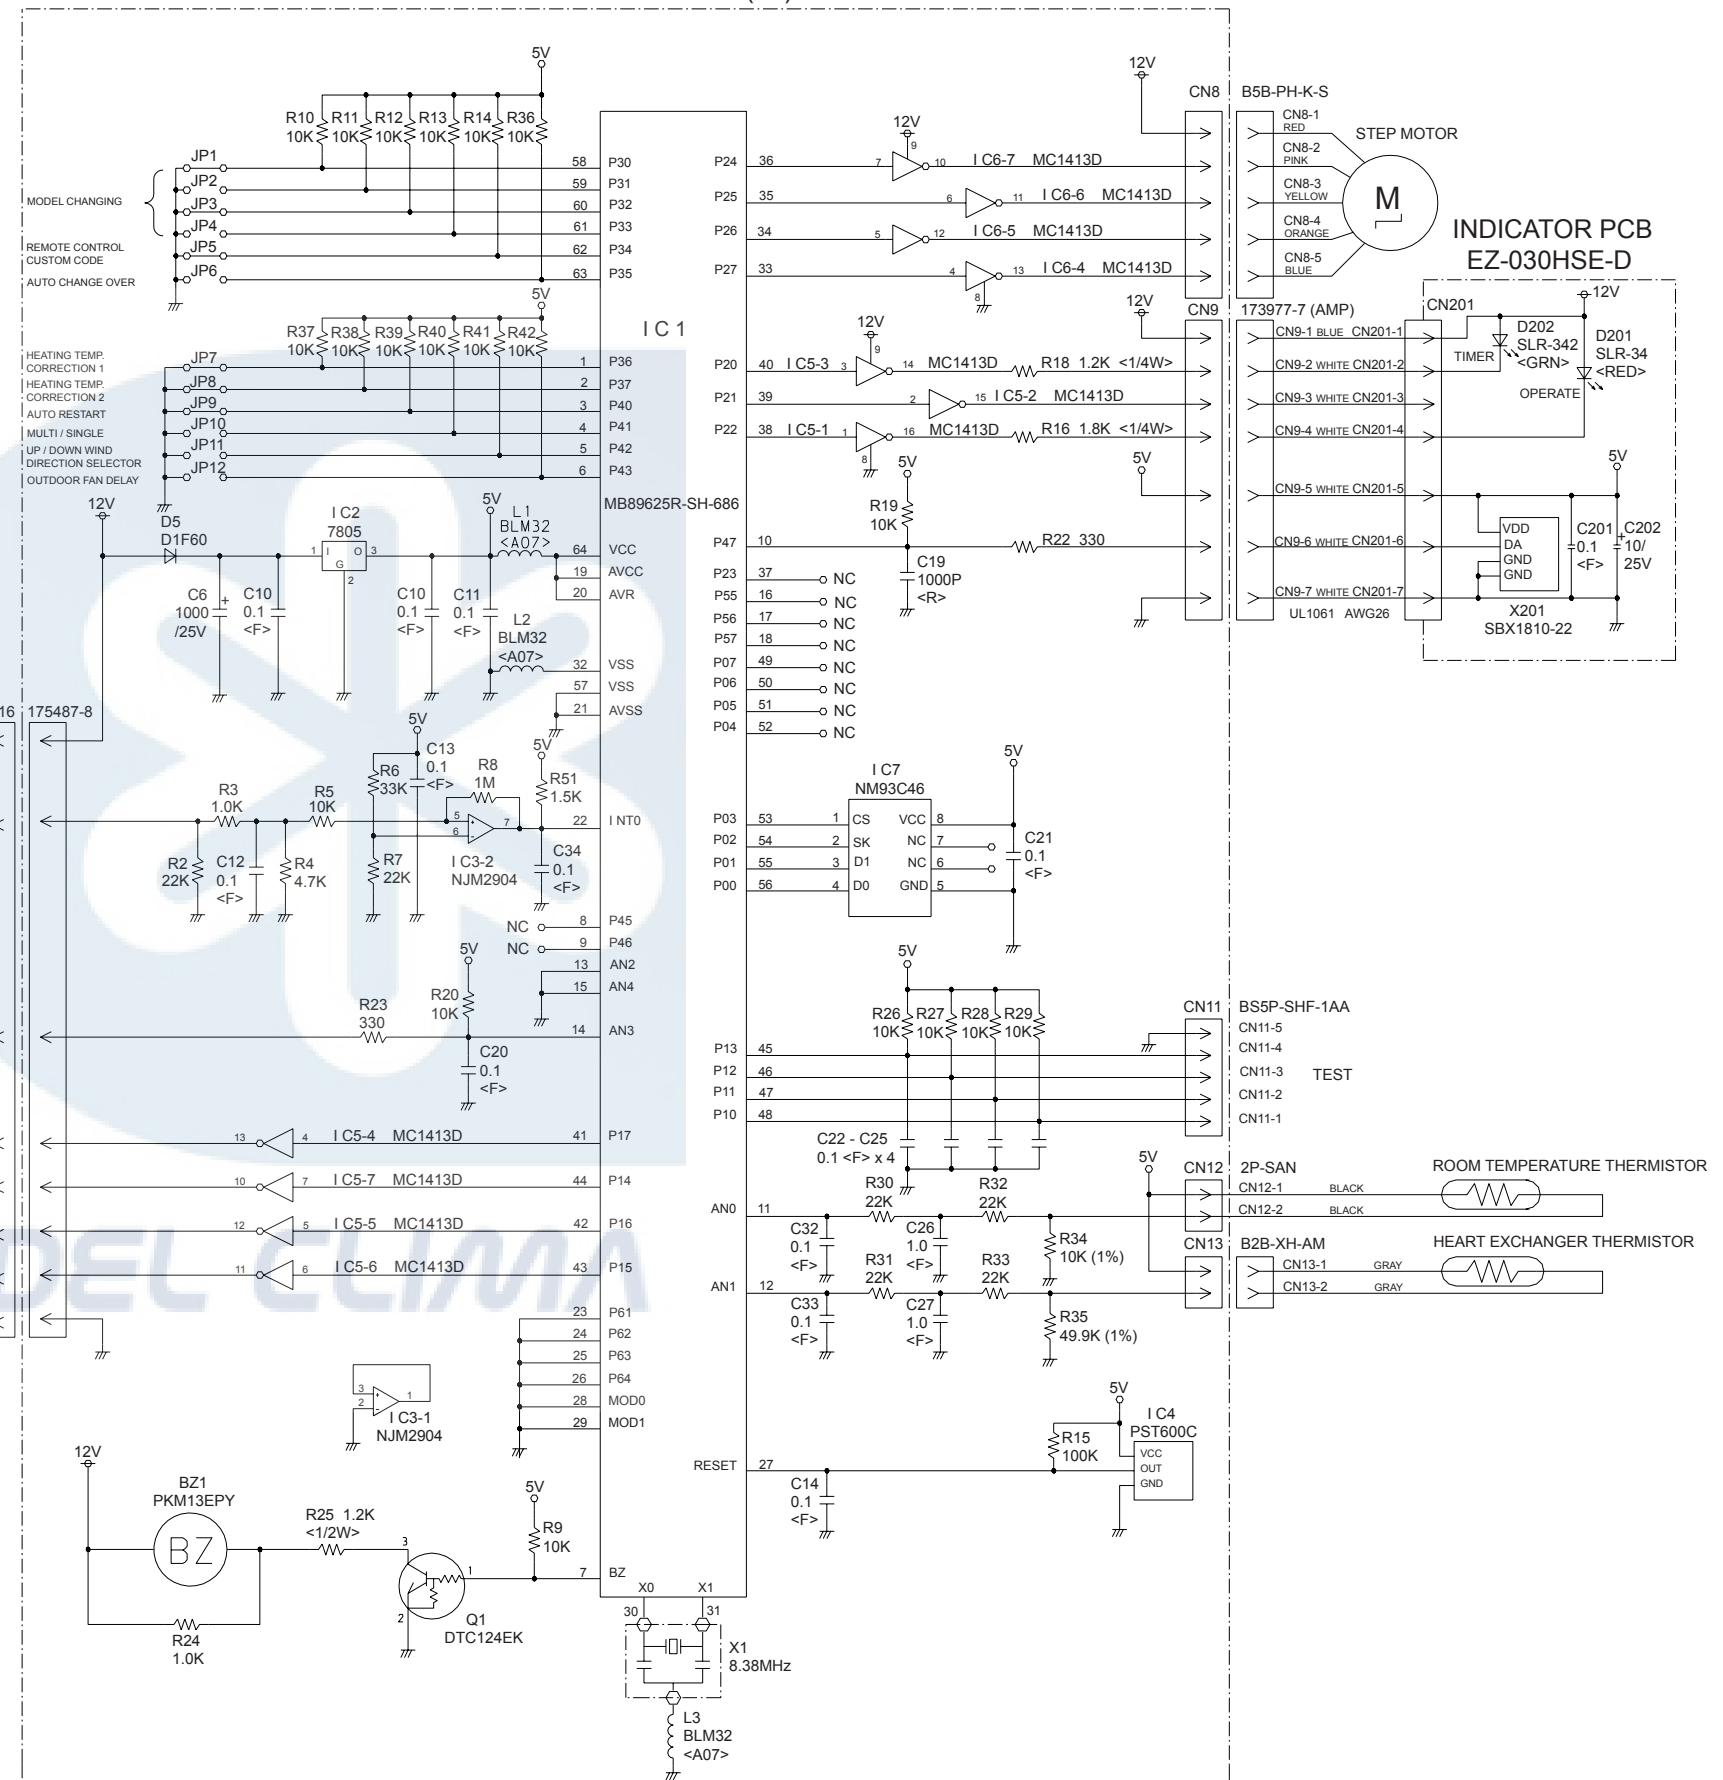 5V
12V
CN8 B5B-PH-K-S
R10 R11 R12 R13 R14 R36
10K 10K 10K 10K 10K 10K
CN8-1
RED
STEP MOTOR
CN8-2
PINK
CN8-3
YELLOW
CN8-4
ORANGE
CN8-5
BLUE
M
MODEL CHANGING
REMOTE CONTROL
CUSTOM CODE
AUTO CHANGE OVER
JP1 58 P30
JP2 59 P31
JP3 60 P32
JP4 61 P33
JP5 62 P34
JP6 63 P35
12V
9
P24 36 7 10 I C6-7 MC1413D
P25 35 6 11 I C6-6 MC1413D
P26 34 5 12 I C6-5 MC1413D
P27 33 4 13 I C6-4 MC1413D
8
INDICATOR PCB
EZ-030HSE-D
5V
R37 R38 R39 R40 R41 R42
10K 10K 10K 10K 10K 10K
I C 1
HEATING TEMP.
CORRECTION 1
HEATING TEMP.
CORRECTION 2
AUTO RESTART
MULTI / SINGLE
UP / DOWN WIND
DIRECTION SELECTOR
OUTDOOR FAN DELAY
JP7 1 P36
JP8 2 P37
JP9 3 P40
JP10 4 P41
JP11 5 P42
JP12 6 P43
MB89625R-SH-686
12V
CN9 173977-7 (AMP) CN201 12V
12V
9
P20 40 I C5-3 3 14 MC1413D R18 1.2K <1/4W>
P21 39 2 15 I C5-2 MC1413D
P22 38 I C5-1 1 16 MC1413D R16 1.8K <1/4W>
8
5V
5V
CN9-1 BLUE CN201-1
CN9-2 WHITE CN201-2
CN9-3 WHITE CN201-3
CN9-4 WHITE CN201-4
CN9-5 WHITE CN201-5
CN9-6 WHITE CN201-6
CN9-7 WHITE CN201-7
UL1061 AWG26
D202
SLR-342
<GRN>
TIMER
D201
SLR-34
<RED>
OPERATE
5V
VDD
DA
GND
GND
X201
SBX1810-22
C201
0.1
<F>
+
C202
10/
25V
R19
10K
P47 10 R22 330
C19
1000P
<R>
12V
D5
D1F60
I C2
7805
1 I O 3
G
2
5V
L1
BLM32
<A07>
64 VCC
19 AVCC
20 AVR
C6
1000
/25V
+
C10
0.1
<F>
C10
0.1
<F>
C11
0.1
<F>
L2
BLM32
<A07>
32 VSS
57 VSS
21 AVSS
P23 37 NC
P55 16 NC
P56 17 NC
P57 18 NC
P07 49 NC
P06 50 NC
P05 51 NC
P04 52 NC
16 175487-8
5V
C13
0.1
<F>
R6
33K
R8
1M
5V
R51
1.5K
R3
1.0K
R5
10K
5 + 7
6 -
22 I NT0
R2
22K
C12
0.1
<F>
R4
4.7K
R7
22K
I C3-2
NJM2904
C34
0.1
<F>
I C7
NM93C46
5V
P03 53 1 CS VCC 8
P02 54 2 SK NC 7
P01 55 3 D1 NC 6
P00 56 4 D0 GND 5
C21
0.1
<F>
NC 8 P45
NC 9 P46
13 AN2
15 AN4
5V
R20
10K
R23
330
14 AN3
C20
0.1
<F>
5V
R26 R27 R28 R29
10K 10K 10K 10K
CN11 BS5P-SHF-1AA
CN11-5
CN11-4
CN11-3
CN11-2
CN11-1
TEST
P13 45
P12 46
P11 47
P10 48
C22 - C25
0.1 <F> x 4
13 4 I C5-4 MC1413D 41 P17
10 7 I C5-7 MC1413D 44 P14
12 5 I C5-5 MC1413D 42 P16
11 6 I C5-6 MC1413D 43 P15
DEL CLIMA
5V
CN12 2P-SAN
CN12-1 BLACK
CN12-2 BLACK
ROOM TEMPERATURE THERMISTOR
R30
22K
R32
22K
AN0 11
C32
0.1
<F>
C26
1.0
<F>
R34
10K (1%)
CN13 B2B-XH-AM
CN13-1 GRAY
CN13-2 GRAY
HEART EXCHANGER THERMISTOR
R31
22K
R33
22K
AN1 12
C33
0.1
<F>
C27
1.0
<F>
R35
49.9K (1%)
23 P61
24 P62
25 P63
26 P64
28 MOD0
29 MOD1
3 + 1
2 -
I C3-1
NJM2904
5V
I C4
PST600C
VCC
OUT
GND
R15
100K
RESET 27
C14
0.1
<F>
12V
BZ1
PKM13EPY
BZ
R25 1.2K
<1/2W>
R24
1.0K
3
1
2
Q1
DTC124EK
5V
R9
10K
7 BZ
X0 X1
30 31
X1
8.38MHz
L3
BLM32
<A07>